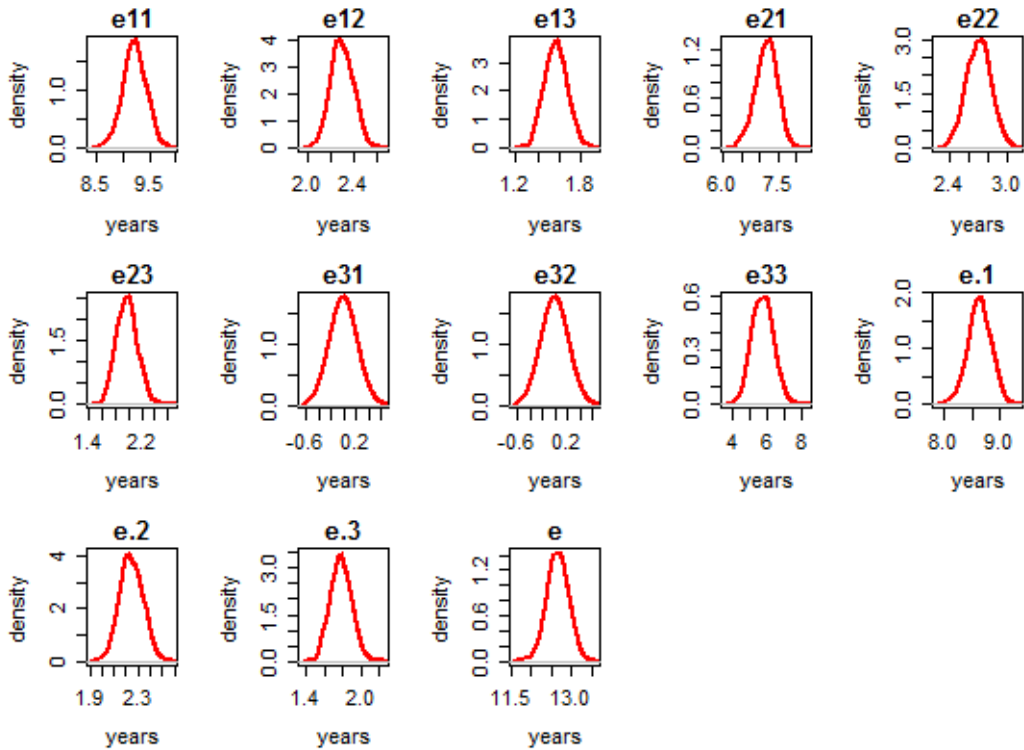 e11 e12 e13 e21 e22
density 0.0 1.0
density 0 1 2 3 4
density 0 1 2 3
density 0.0 0.6 1.2
density 0.0 1.5 3.0
8.5 9.5 2.0 2.4 1.2 1.8 6.0 7.5 2.4 3.0
years years years years years
e23 e31 e32 e33 e.1
density 0.0 1.5
density 0.0 1.0
density 0.0 1.0
density 0.0 0.3 0.6
density 0.0 1.0 2.0
1.4 2.2 -0.6 0.2 -0.6 0.2 4 6 8 8.0 9.0
years years years years years
e.2 e.3 e
density 0 2 4
density 0.0 1.5 3.0
density 0.0 0.6 1.2
1.9 2.3 1.4 2.0 11.5 13.0
years years years